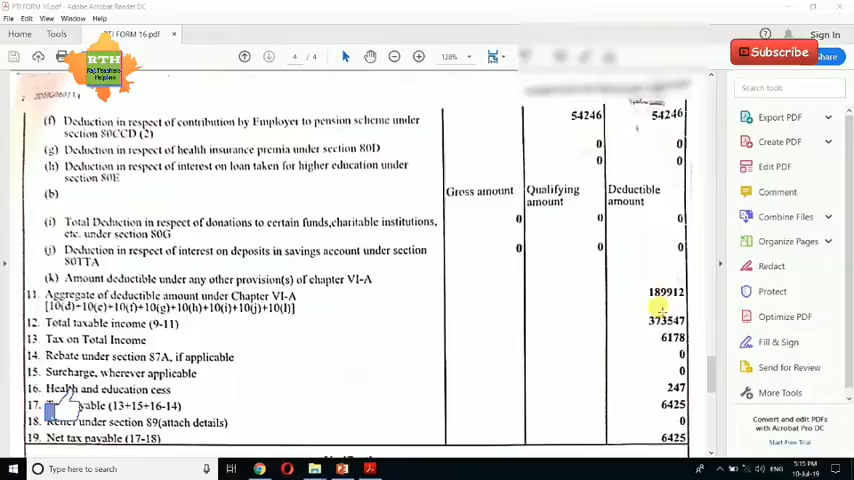 PTI FORM 16.pdf - Adobe Acrobat Reader DC
File Edit View Window Help
Home Tools PTI FORM 16.pdf × Sign In
4 / 4 138% Share
Subscribe
RTH
Raj Teachers
Helpline
Search tools
(f) Deduction in respect of contribution by Employer to pension scheme under 54246 54246
section 80CCD (2)
(g) Deduction in respect of health insurance premia under section 80D 0 0
(h) Deduction in respect of interest on loan taken for higher education under 0 0
section 80E
(b) Gross amount Qualifying Deductible
amount amount
(i) Total Deduction in respect of donations to certain funds,charitable institutions, 0 0 0
etc. under section 80G
(j) Deduction in respect of interest on deposits in savings account under section 0 0 0
80TTA
(k) Amount deductible under any other provision(s) of chapter VI-A
11. Aggregate of deductible amount under Chapter VI-A 189912
[10(d)+10(e)+10(f)+10(g)+10(h)+10(i)+10(j)+10(l)]
12. Total taxable income (9-11) 373547
13. Tax on Total Income 6178
14. Rebate under section 87A, if applicable 0
15. Surcharge, wherever applicable 0
16. Health and education cess 247
17. payable (13+15+16-14) 6425
18. Relief under section 89(attach details) 0
19. Net tax payable (17-18) 6425
Export PDF
Create PDF
Edit PDF
Comment
Combine Files
Organize Pages
Redact
Protect
Optimize PDF
Fill & Sign
Send for Review
More Tools
Convert and edit PDFs
with Acrobat Pro DC
Start Free Trial
Type here to search
ENG
5:15 PM
10-Jul-19